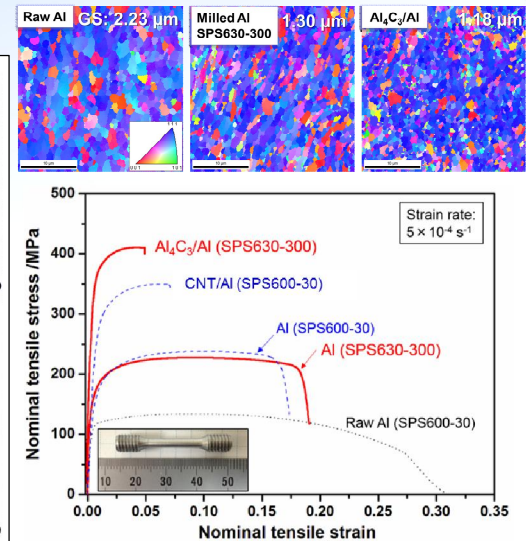 Raw Al GS: 2.23 μm
Milled Al 1.30 μm
SPS630-300
Al₄C₃/Al 1.18 μm
111
001 101
10 μm
10 μm
10 μm
500
400
300
200
100
0
Nominal tensile stress /MPa
Strain rate:
5×10⁻⁴ s⁻¹
Al₄C₃/Al (SPS630-300)
CNT/Al (SPS600-30)
Al (SPS600-30)
Al (SPS630-300)
Raw Al (SPS600-30)
10 20 30 40 50
0.00 0.05 0.10 0.15 0.20 0.25 0.30 0.35
Nominal tensile strain